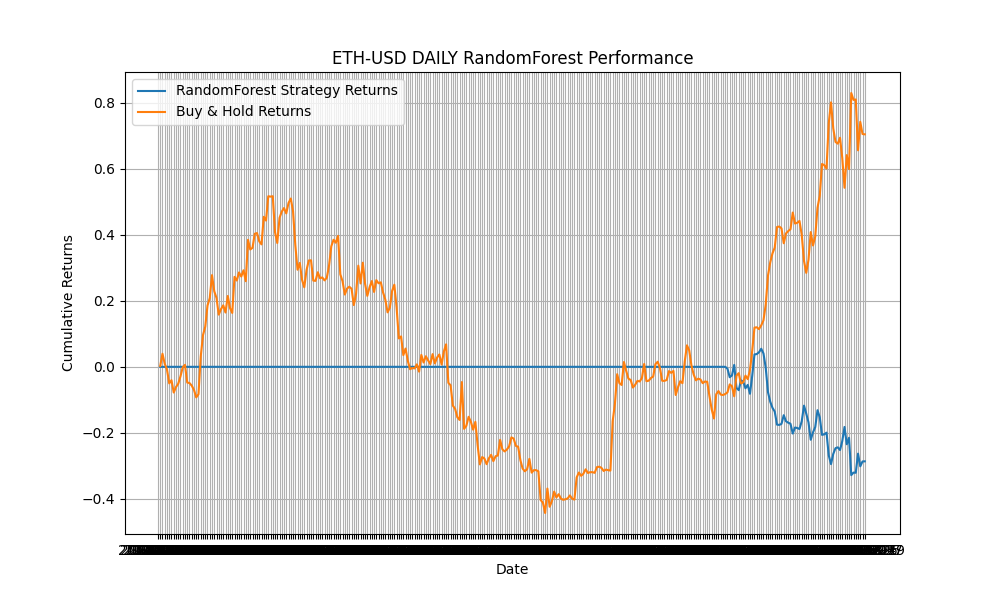 ETH-USD DAILY RandomForest Performance
RandomForest Strategy Returns
Buy & Hold Returns
0.8
0.6
0.4
0.2
0.0
−0.2
−0.4
Cumulative Returns
Date